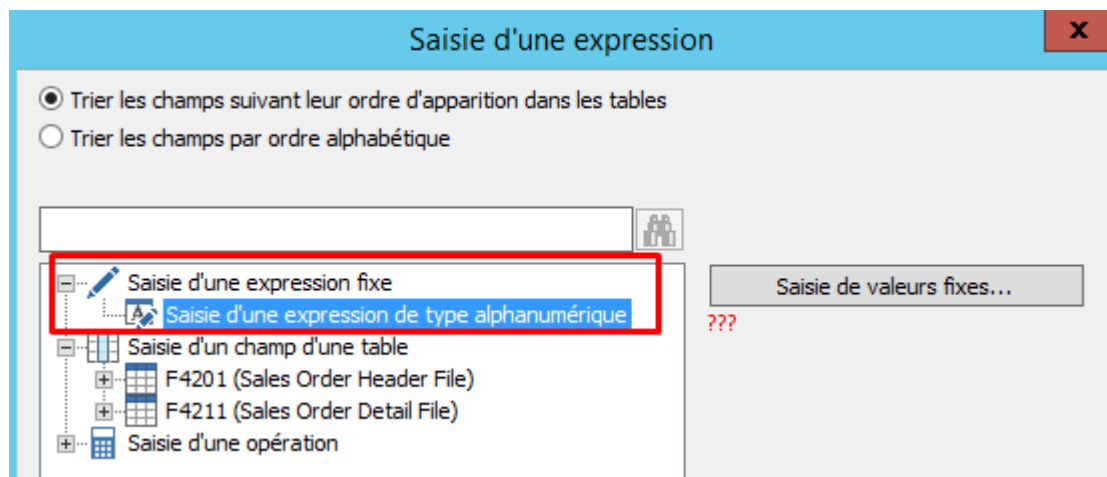 Saisie d'une expression
x
Trier les champs suivant leur ordre d'apparition dans les tables
Trier les champs par ordre alphabétique
Saisie d'une expression fixe
Saisie d'une expression de type alphanumérique
Saisie de valeurs fixes...
???
Saisie d'un champ d'une table
F4201 (Sales Order Header File)
F4211 (Sales Order Detail File)
Saisie d'une opération